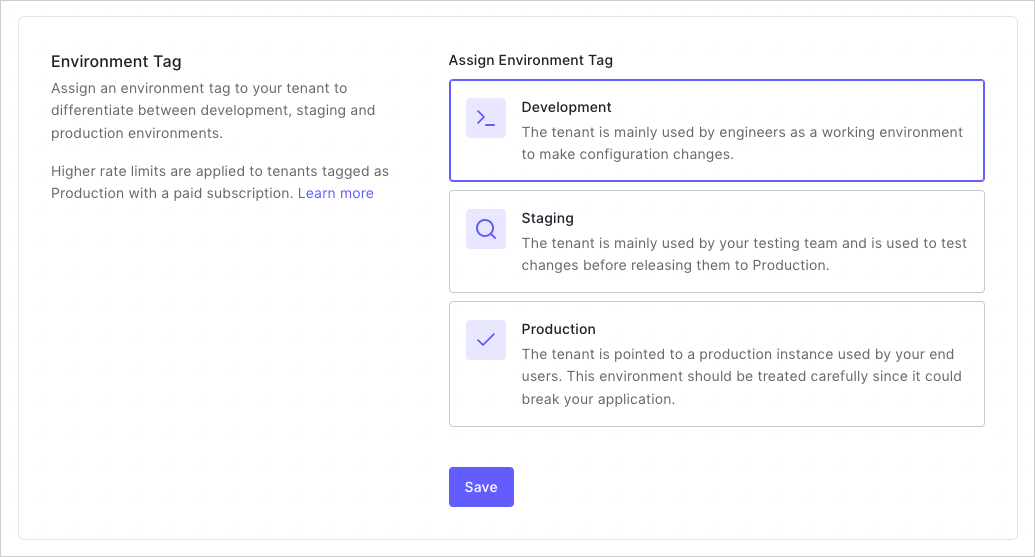 Environment Tag
Assign an environment tag to your tenant to
differentiate between development, staging and
production environments.
Higher rate limits are applied to tenants tagged as
Production with a paid subscription. Learn more
Assign Environment Tag
Development
The tenant is mainly used by engineers as a working environment
to make configuration changes.
Staging
The tenant is mainly used by your testing team and is used to test
changes before releasing them to Production.
Production
The tenant is pointed to a production instance used by your end
users. This environment should be treated carefully since it could
break your application.
Save